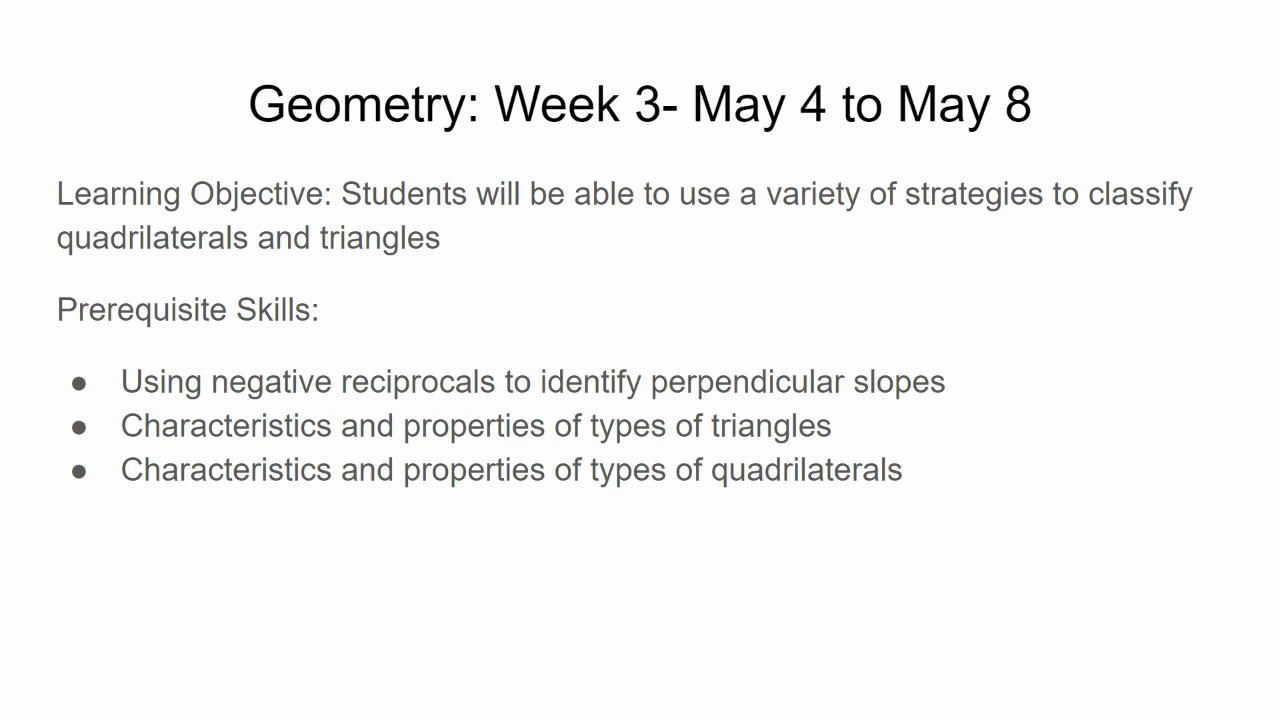 Geometry: Week 3- May 4 to May 8
Learning Objective: Students will be able to use a variety of strategies to classify
quadrilaterals and triangles
Prerequisite Skills:
● Using negative reciprocals to identify perpendicular slopes
● Characteristics and properties of types of triangles
● Characteristics and properties of types of quadrilaterals